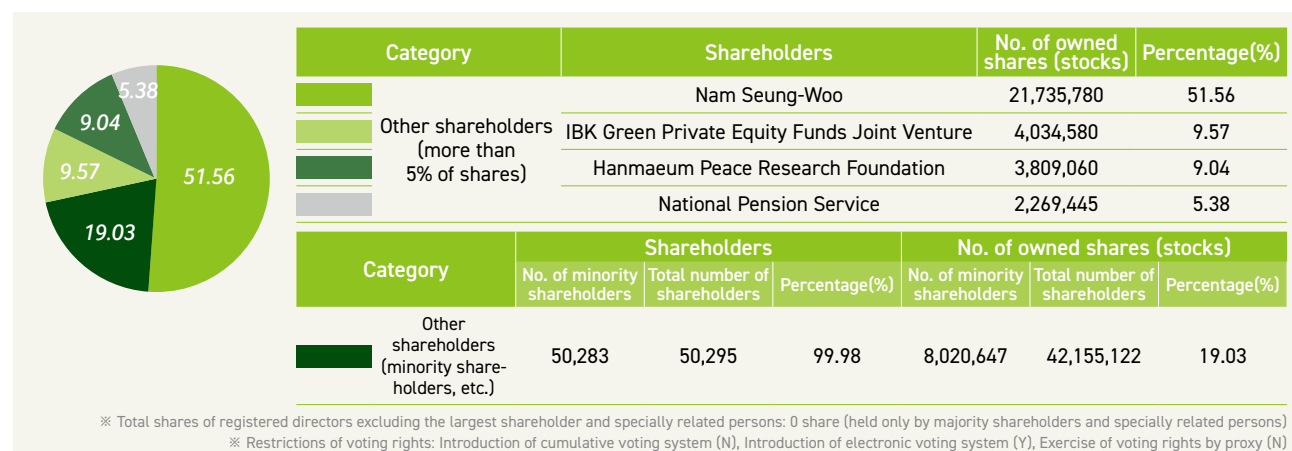 5.38
9.04
9.57
51.56
19.03
Category Shareholders No. of owned shares (stocks) Percentage(%)
Other shareholders
(more than
5% of shares)
Nam Seung-Woo 21,735,780 51.56
IBK Green Private Equity Funds Joint Venture 4,034,580 9.57
Hanmaeum Peace Research Foundation 3,809,060 9.04
National Pension Service 2,269,445 5.38
Category Shareholders No. of owned shares (stocks)
No. of minority shareholders Total number of shareholders Percentage(%) No. of minority shareholders Total number of shareholders Percentage(%)
Other
shareholders
(minority share-
holders, etc.)
50,283 50,295 99.98 8,020,647 42,155,122 19.03
※ Total shares of registered directors excluding the largest shareholder and specially related persons: 0 share (held only by majority shareholders and specially related persons)
※ Restrictions of voting rights: Introduction of cumulative voting system (N), Introduction of electronic voting system (Y), Exercise of voting rights by proxy (N)